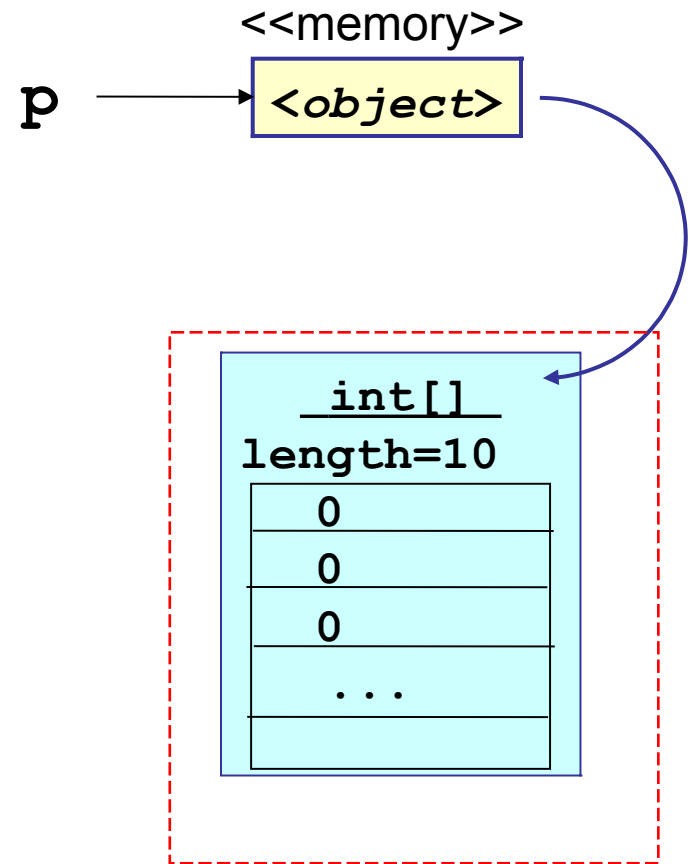 <<memory>>
p
<object>
int[]
length=10
0
0
0
...